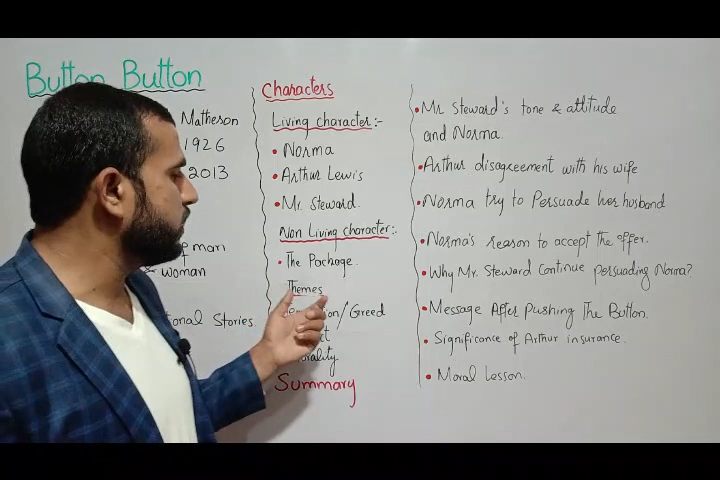 Button Button
Matheson
1926
2013
man
& woman
Stories.
Characters
Living character:-
• Norma
• Arthur Lewis
• Mr. Steward.
Non Living character:-
• The Package.
Themes
/Greed
Summary
• Mr Steward's tone & attitude
and Norma.
• Arthur disagreement with his wife
• Norma try to Persuade her husband
• Norma's reason to accept the offer.
• Why Mr. Steward Continue persuading Norma?
• Message After Pushing The Button.
• Significance of Arthur insurance.
• Moral Lesson.